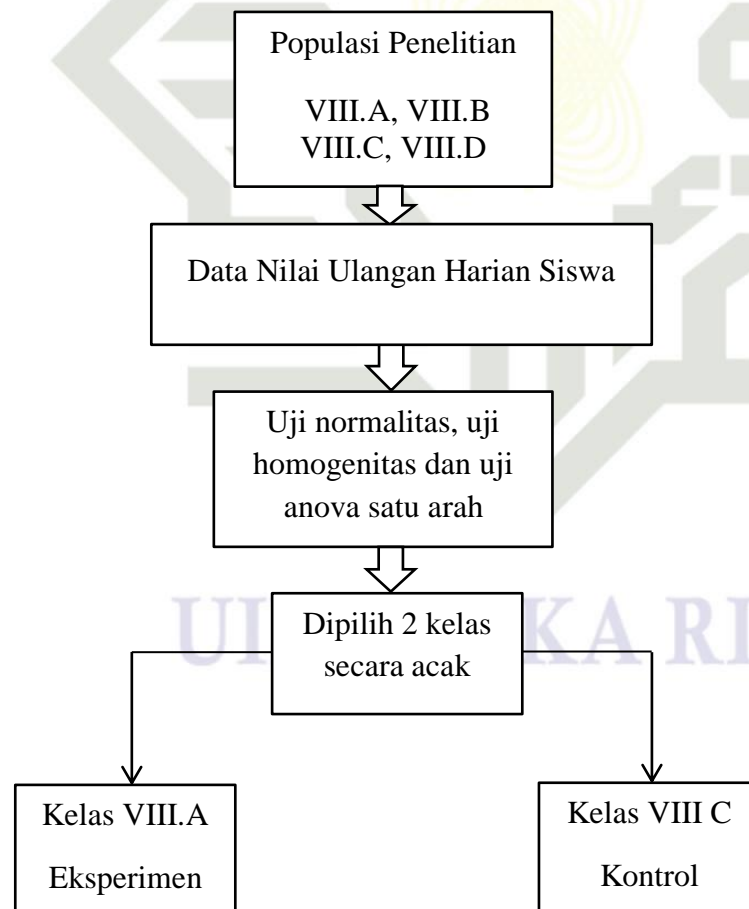 Populasi Penelitian
VIII.A, VIII.B
VIII.C, VIII.D
Data Nilai Ulangan Harian Siswa
Uji normalitas, uji
homogenitas dan uji
anova satu arah
Dipilih 2 kelas
secara acak
Kelas VIII.A
Eksperimen
Kelas VIII C
Kontrol